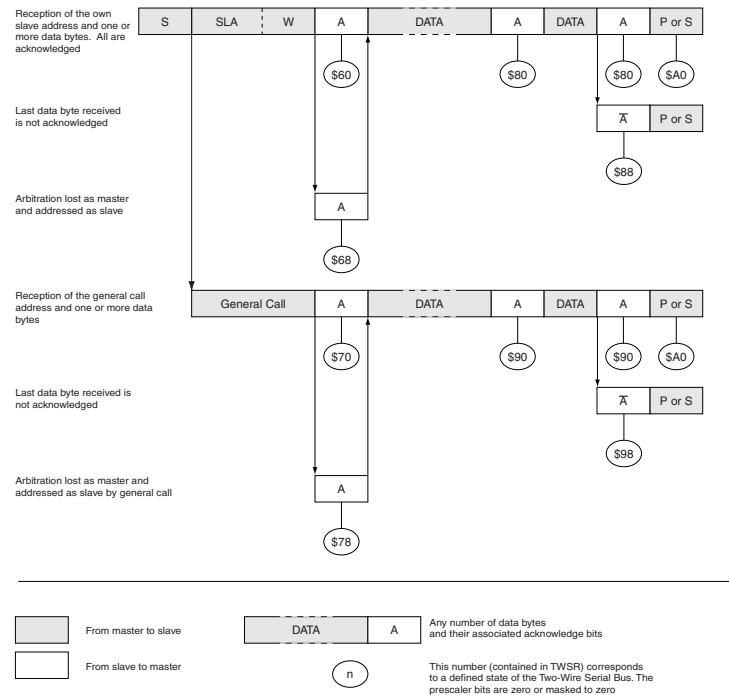 Reception of the own
slave address and one or
more data bytes. All are
acknowledged
S SLA W A DATA A DATA A P or S
$60 $80 $80 $A0
Last data byte received
is not acknowledged
A̅ P or S
$88
Arbitration lost as master
and addressed as slave
A
$68
Reception of the general call
address and one or more data
bytes
General Call A DATA A DATA A P or S
$70 $90 $90 $A0
Last data byte received is
not acknowledged
A̅ P or S
$98
Arbitration lost as master and
addressed as slave by general call
A
$78
From master to slave
DATA A
Any number of data bytes
and their associated acknowledge bits
From slave to master
n
This number (contained in TWSR) corresponds
to a defined state of the Two-Wire Serial Bus. The
prescaler bits are zero or masked to zero